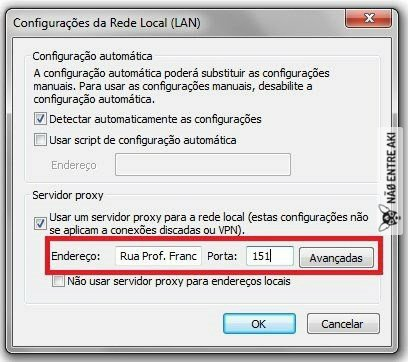 Configurações da Rede Local (LAN)
Configuração automática
A configuração automática poderá substituir as configurações
manuais. Para usar as configurações manuais, desabilite a
configuração automática.
Detectar automaticamente as configurações
Usar script de configuração automática
Endereço
Servidor proxy
Usar um servidor proxy para a rede local (estas configurações não
se aplicam a conexões discadas ou VPN).
Endereço: Rua Prof. Franc Porta: 151 Avançadas
Não usar servidor proxy para endereços locais
OK Cancelar
NÃO ENTRE AKI